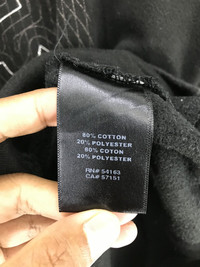 80% COTTON
20% POLYESTER
80% COTON
20% POLYESTER
RN# 54163
CA# 57151